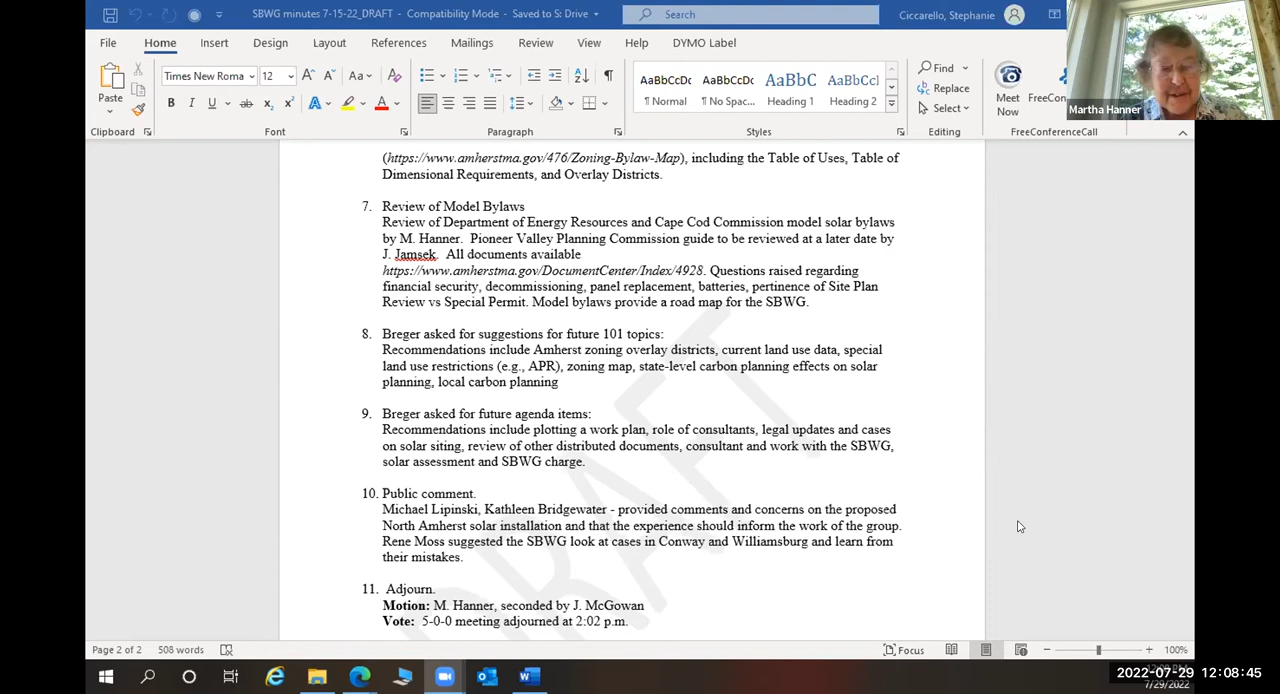 SBWG minutes 7-15-22_DRAFT - Compatibility Mode - Saved to S: Drive
Search
Ciccarello, Stephanie
File Home Insert Design Layout References Mailings Review View Help DYMO Label
Martha Hanner
Paste
Times New Roma 12
AaBbCcDc AaBbCcDc AaBbC AaBbCcl
¶ Normal ¶ No Spac... Heading 1 Heading 2
Find
Replace
Select
Meet Now
FreeCon
Clipboard Font Paragraph Styles Editing FreeConferenceCall
(https://www.amherstma.gov/476/Zoning-Bylaw-Map), including the Table of Uses, Table of
Dimensional Requirements, and Overlay Districts.
7. Review of Model Bylaws
Review of Department of Energy Resources and Cape Cod Commission model solar bylaws
by M. Hanner. Pioneer Valley Planning Commission guide to be reviewed at a later date by
J. Jamsek. All documents available
https://www.amherstma.gov/DocumentCenter/Index/4928. Questions raised regarding
financial security, decommissioning, panel replacement, batteries, pertinence of Site Plan
Review vs Special Permit. Model bylaws provide a road map for the SBWG.
8. Breger asked for suggestions for future 101 topics:
Recommendations include Amherst zoning overlay districts, current land use data, special
land use restrictions (e.g., APR), zoning map, state-level carbon planning effects on solar
planning, local carbon planning
9. Breger asked for future agenda items:
Recommendations include plotting a work plan, role of consultants, legal updates and cases
on solar siting, review of other distributed documents, consultant and work with the SBWG,
solar assessment and SBWG charge.
10. Public comment.
Michael Lipinski, Kathleen Bridgewater - provided comments and concerns on the proposed
North Amherst solar installation and that the experience should inform the work of the group.
Rene Moss suggested the SBWG look at cases in Conway and Williamsburg and learn from
their mistakes.
11. Adjourn.
Motion: M. Hanner, seconded by J. McGowan
Vote: 5-0-0 meeting adjourned at 2:02 p.m.
DRAFT
Page 2 of 2 508 words
Focus
100%
2022-07-29 12:08:45
7/29/2022